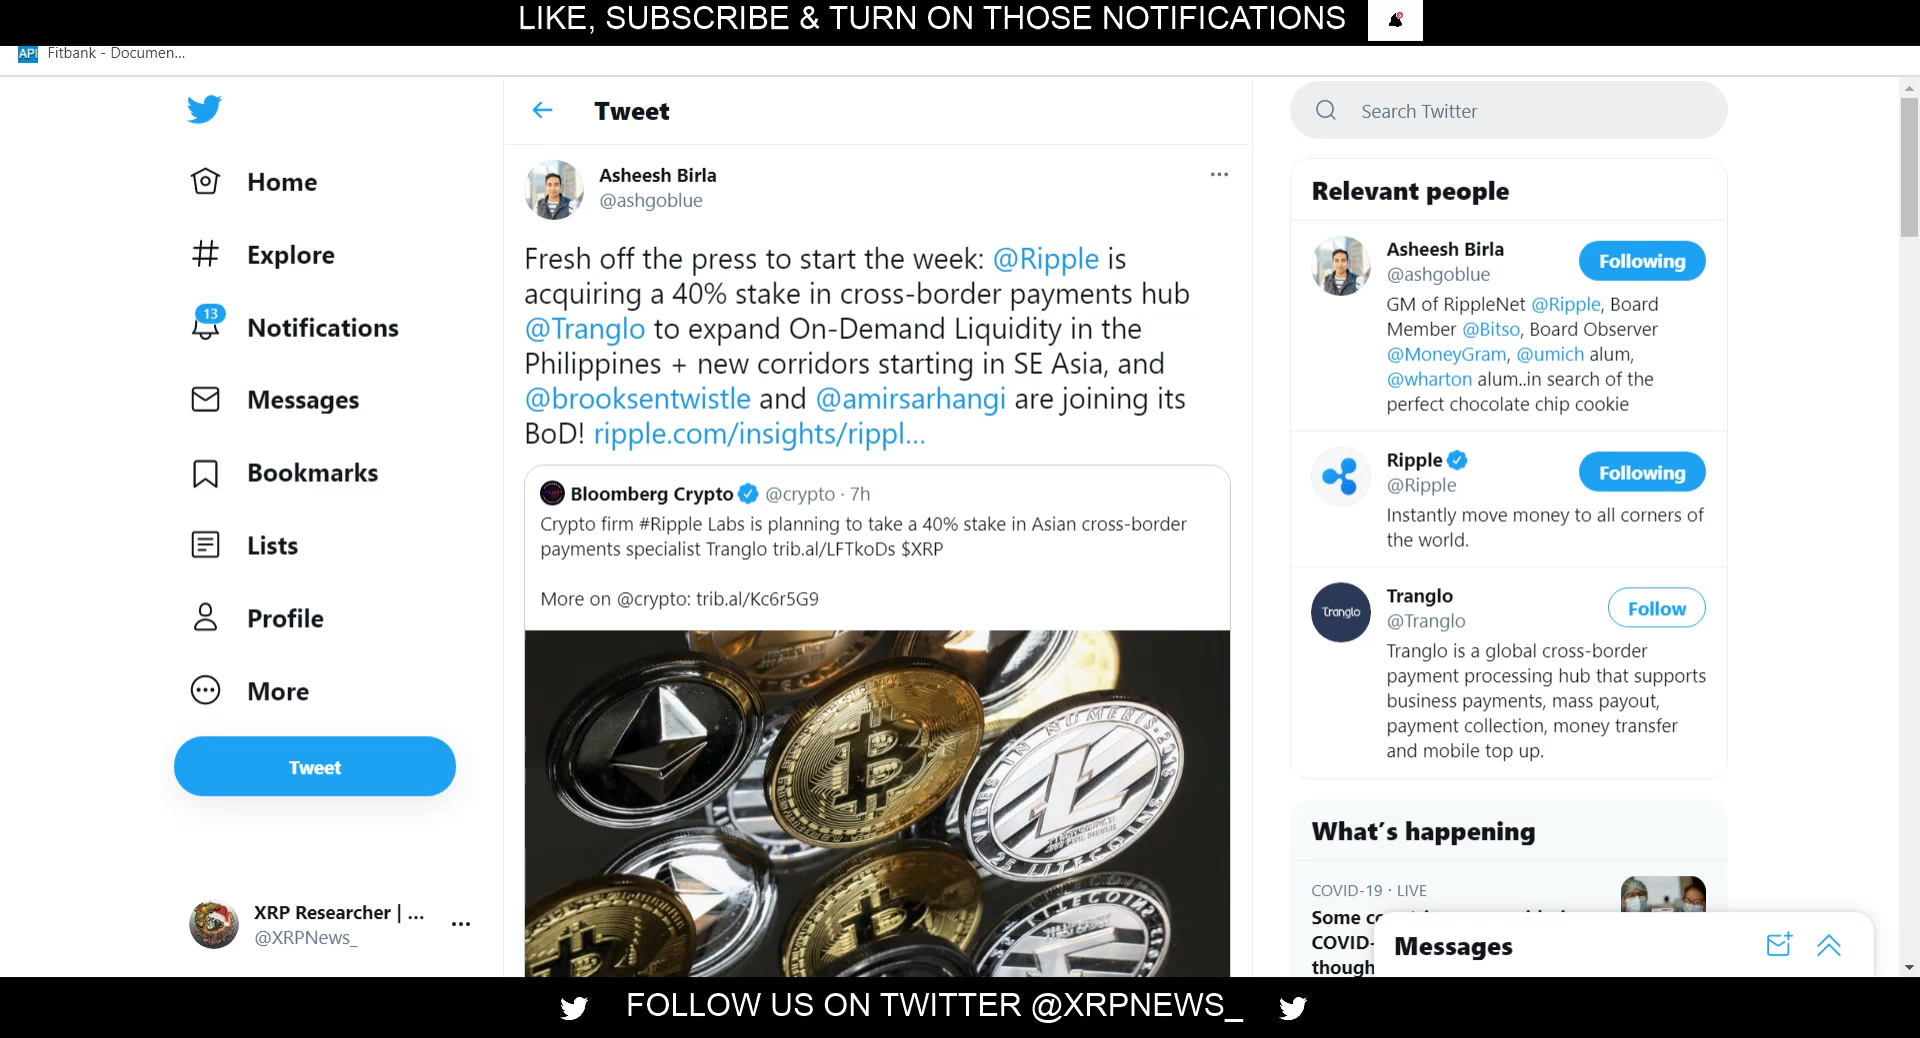 LIKE, SUBSCRIBE & TURN ON THOSE NOTIFICATIONS
API Fitbank - Documen...
Home
Explore
13
Notifications
Messages
Bookmarks
Lists
Profile
More
Tweet
XRP Researcher | ...
@XRPNews_
Tweet
Asheesh Birla
@ashgoblue
Fresh off the press to start the week: @Ripple is
acquiring a 40% stake in cross-border payments hub
@Tranglo to expand On-Demand Liquidity in the
Philippines + new corridors starting in SE Asia, and
@brooksentwistle and @amirsarhangi are joining its
BoD! ripple.com/insights/rippl...
Bloomberg Crypto @crypto · 7h
Crypto firm #Ripple Labs is planning to take a 40% stake in Asian cross-border
payments specialist Tranglo trib.al/LFTkoDs $XRP
More on @crypto: trib.al/Kc6r5G9
Search Twitter
Relevant people
Asheesh Birla
@ashgoblue
Following
GM of RippleNet @Ripple, Board
Member @Bitso, Board Observer
@MoneyGram, @umich alum,
@wharton alum..in search of the
perfect chocolate chip cookie
Ripple
@Ripple
Following
Instantly move money to all corners of
the world.
Tranglo
Tranglo
@Tranglo
Follow
Tranglo is a global cross-border
payment processing hub that supports
business payments, mass payout,
payment collection, money transfer
and mobile top up.
What's happening
COVID-19 · LIVE
Some
COVID-
though
Messages
FOLLOW US ON TWITTER @XRPNEWS_